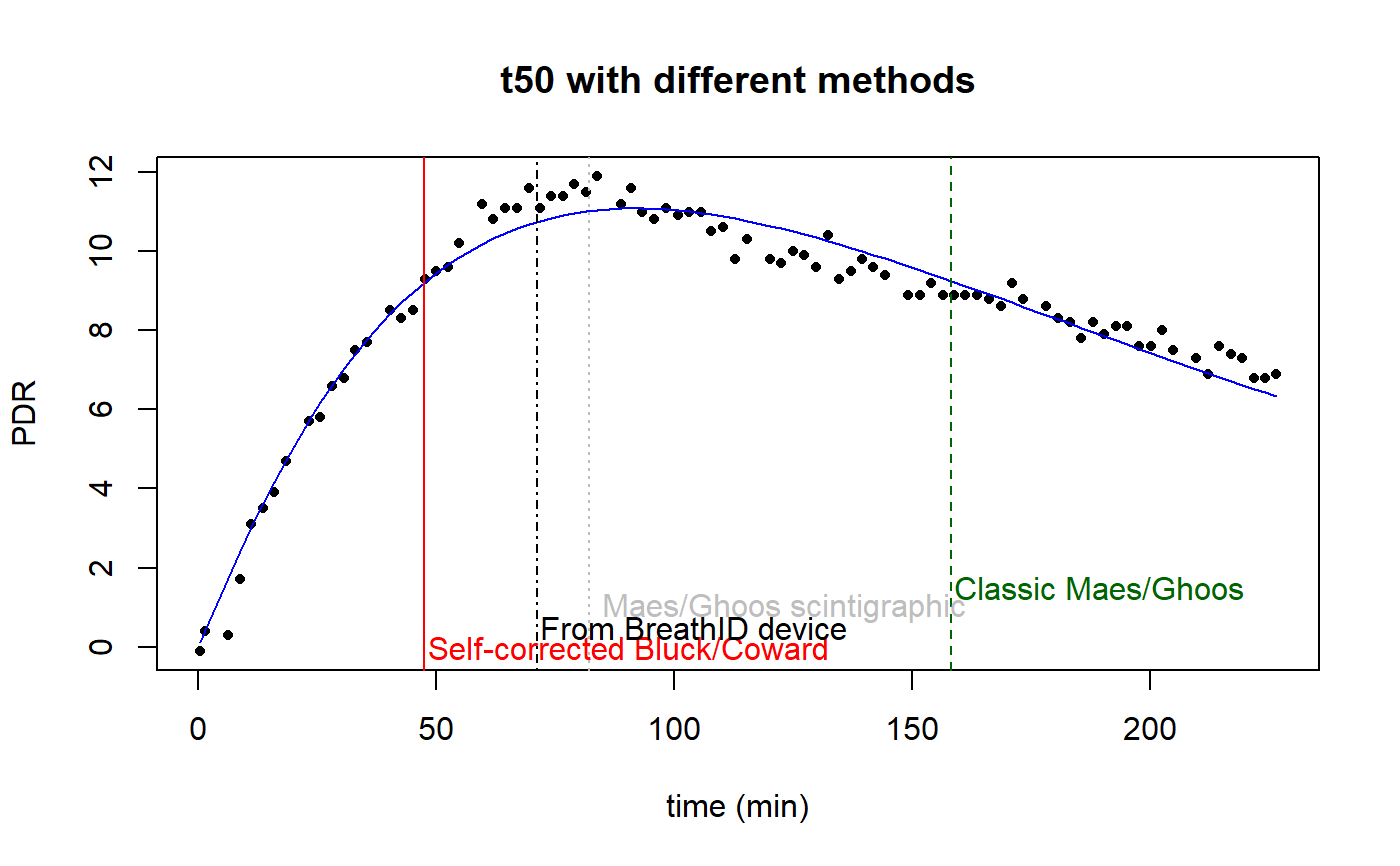 t50 with different methods
12
10
8
6
4
2
0
PDR
Classic Maes/Ghoos
Maes/Ghoos scintigraphic
From BreathID device
Self-corrected Bluck/Coward
0 50 100 150 200
time (min)